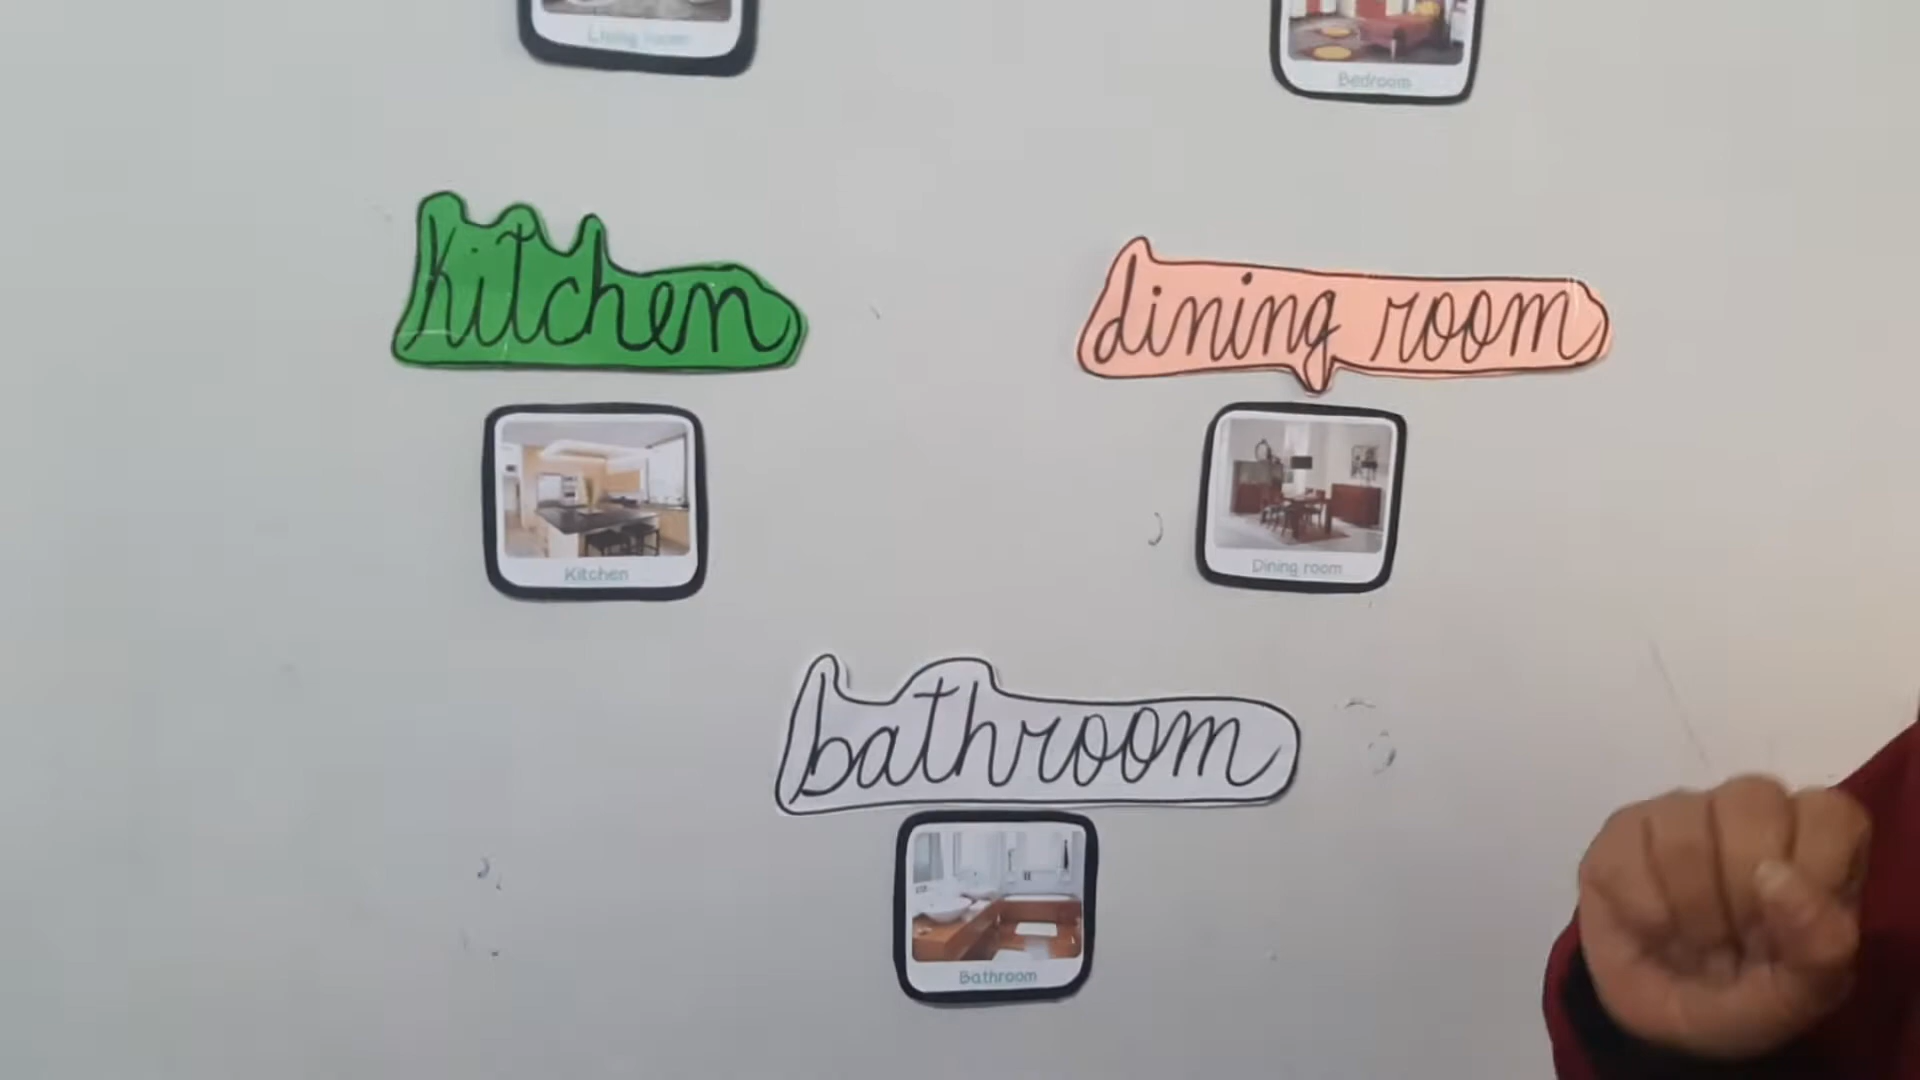 Living room
Bedroom
kitchen
dining room
Kitchen
Dining room
bathroom
Bathroom